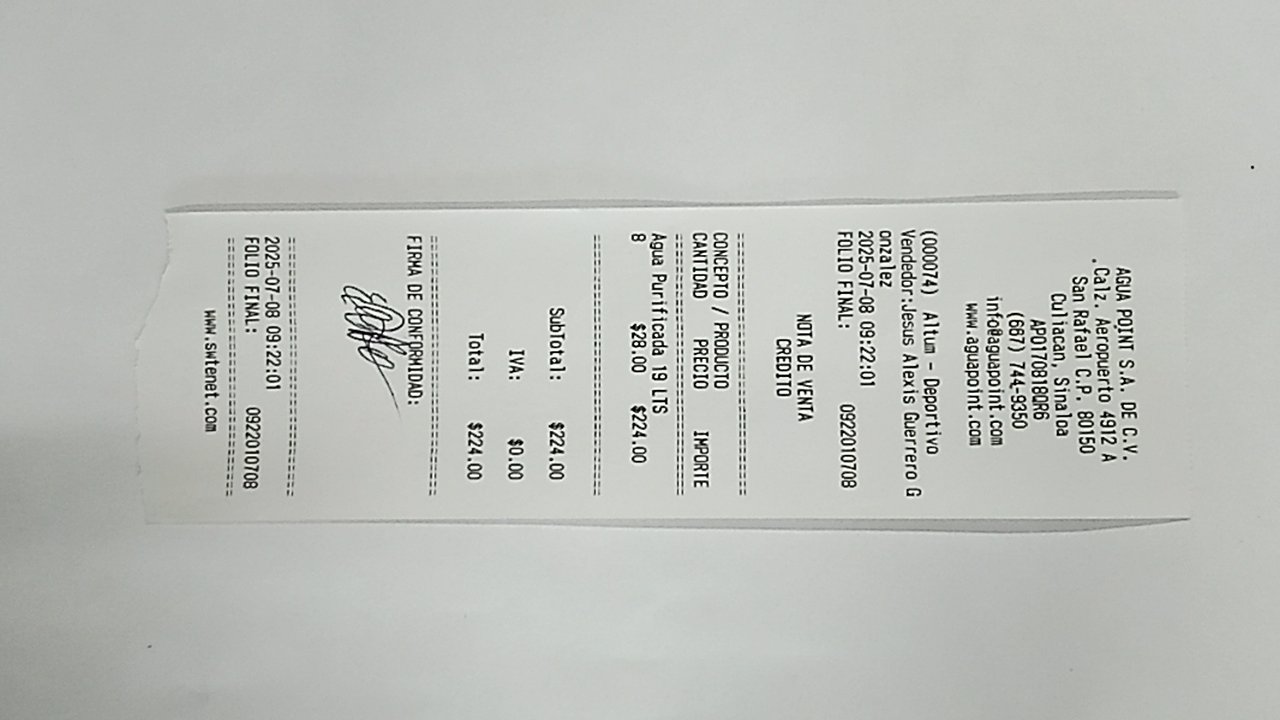 AGUA POINT S.A. DE C.V.
.Calz. Aeropuerto 4912 A
San Rafael C.P. 80150
Culiacan, Sinaloa
APO170818QR6
(667) 744-9350
info@aguapoint.com
www.aguapoint.com
(000074) Altum - Deportivo
Vendedor:Jesus Alexis Guerrero G
onzalez
2025-07-08 09:22:01
FOLIO FINAL: 0922010708
NOTA DE VENTA
CREDITO
================================
CONCEPTO / PRODUCTO
CANTIDAD PRECIO IMPORTE
================================
Agua Purificada 19 LTS
8 $28.00 $224.00
================================
SubTotal: $224.00
IVA: $0.00
Total: $224.00
================================
FIRMA DE CONFORMIDAD:
================================
2025-07-08 09:22:01
FOLIO FINAL: 0922010708
================================
www.swtenet.com